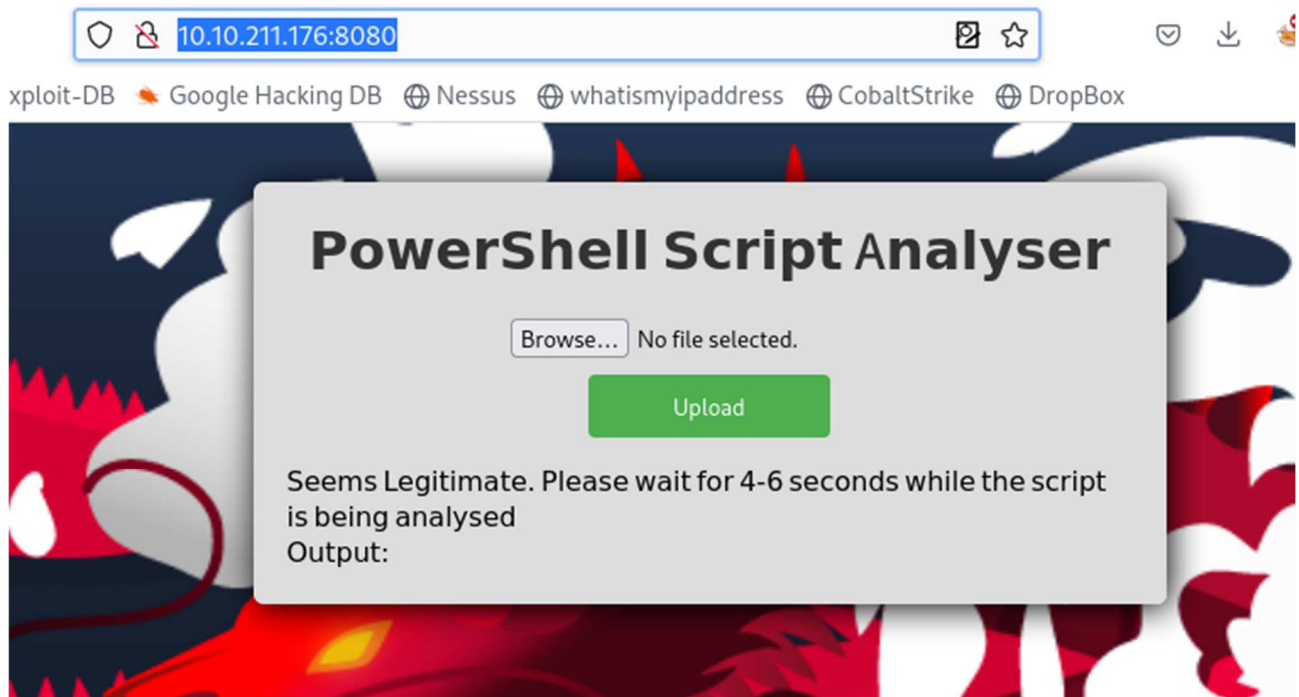 10.10.211.176:8080
xploit-DB Google Hacking DB Nessus whatismyipaddress CobaltStrike DropBox
PowerShell Script Analyser
Browse... No file selected.
Upload
Seems Legitimate. Please wait for 4-6 seconds while the script
is being analysed
Output: